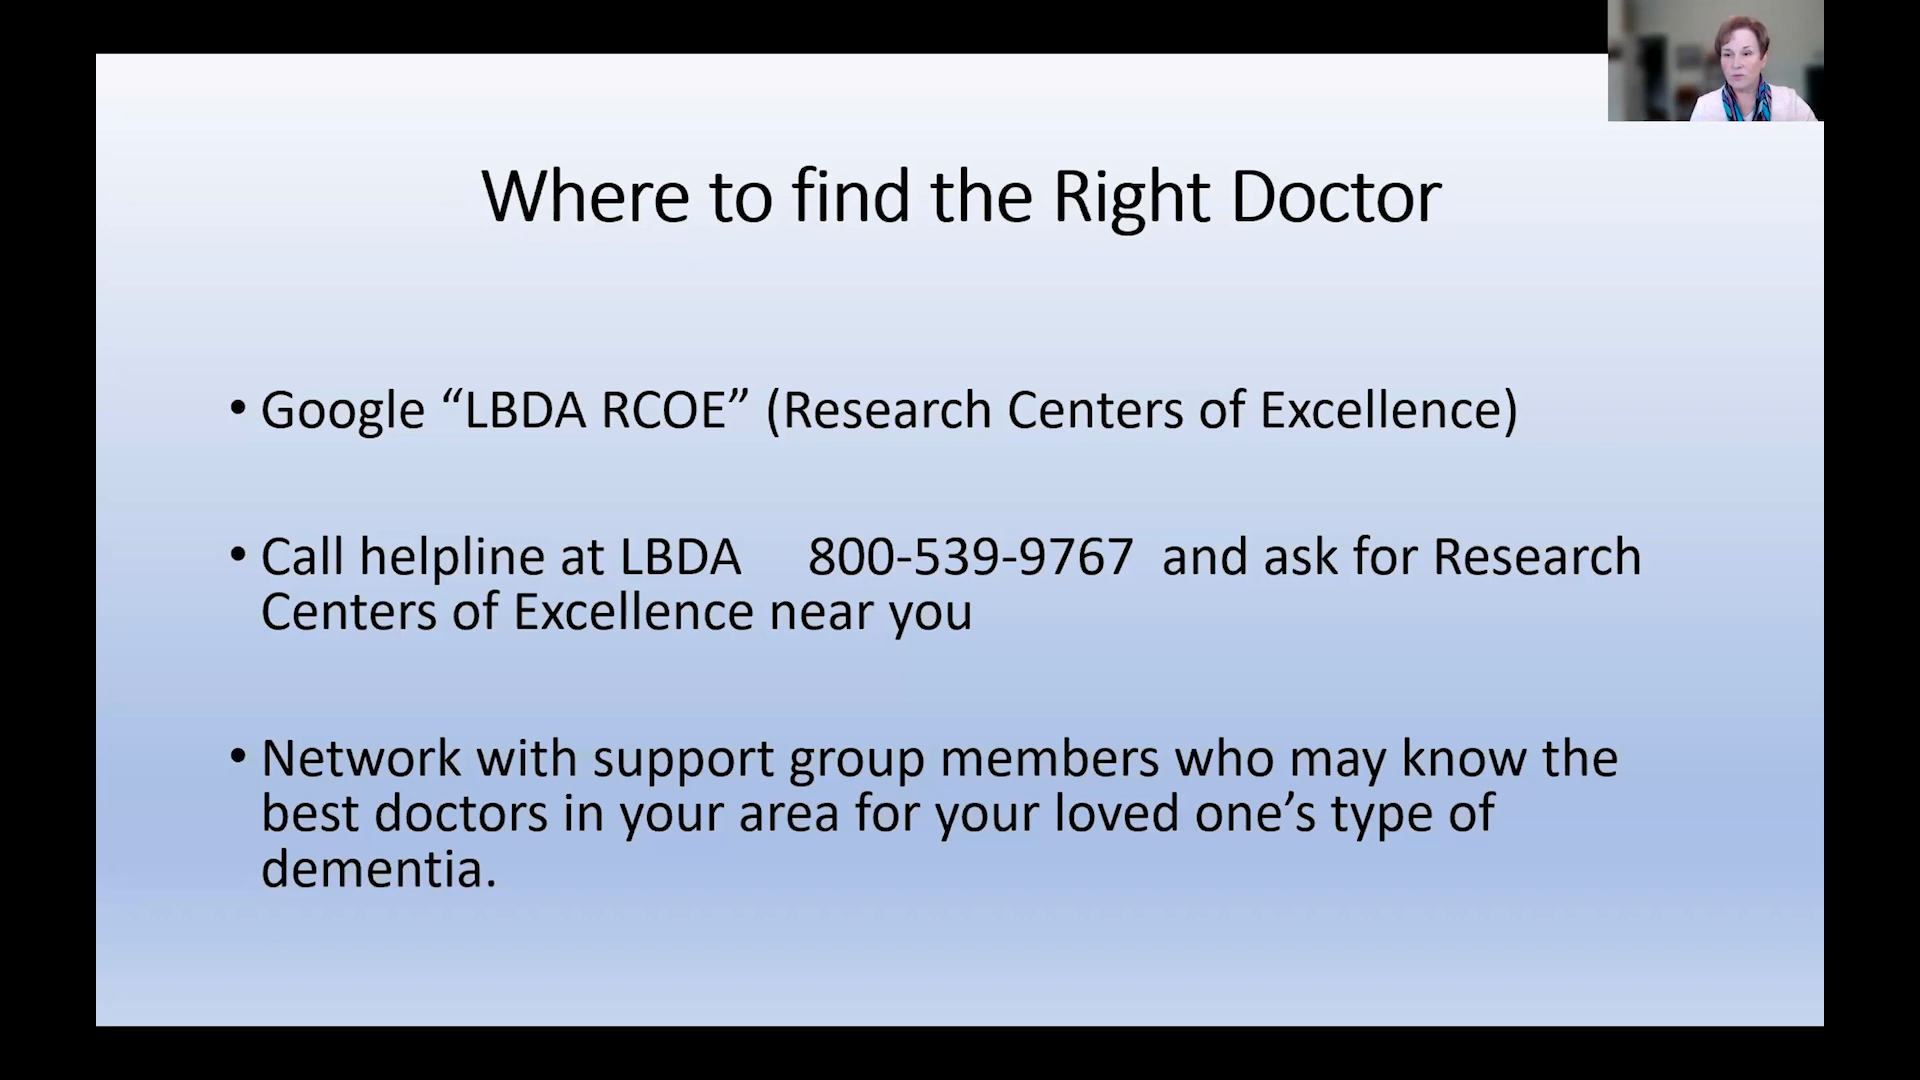 Where to find the Right Doctor
• Google “LBDA RCOE” (Research Centers of Excellence)
• Call helpline at LBDA 800-539-9767 and ask for Research
Centers of Excellence near you
• Network with support group members who may know the
best doctors in your area for your loved one’s type of
dementia.